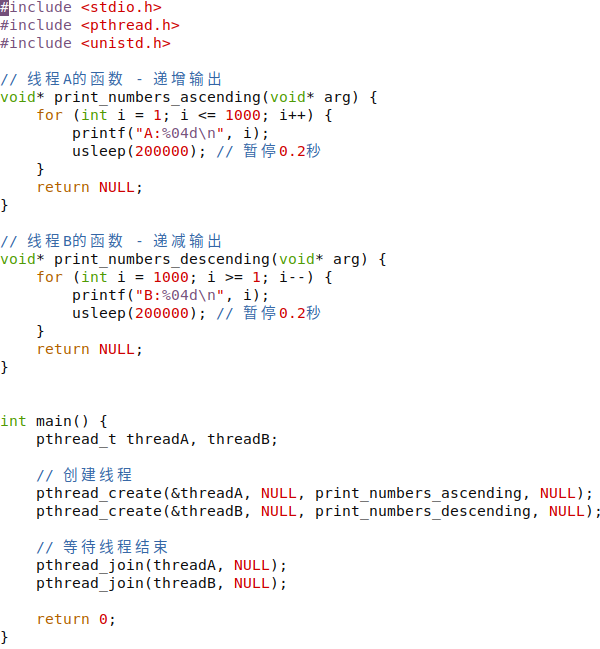 #include <stdio.h>
#include <pthread.h>
#include <unistd.h>

// 线程A的函数 - 递增输出
void* print_numbers_ascending(void* arg) {
    for (int i = 1; i <= 1000; i++) {
        printf("A:%04d\n", i);
        usleep(200000); // 暂停0.2秒
    }
    return NULL;
}

// 线程B的函数 - 递减输出
void* print_numbers_descending(void* arg) {
    for (int i = 1000; i >= 1; i--) {
        printf("B:%04d\n", i);
        usleep(200000); // 暂停0.2秒
    }
    return NULL;
}


int main() {
    pthread_t threadA, threadB;

    // 创建线程
    pthread_create(&threadA, NULL, print_numbers_ascending, NULL);
    pthread_create(&threadB, NULL, print_numbers_descending, NULL);

    // 等待线程结束
    pthread_join(threadA, NULL);
    pthread_join(threadB, NULL);

    return 0;
}